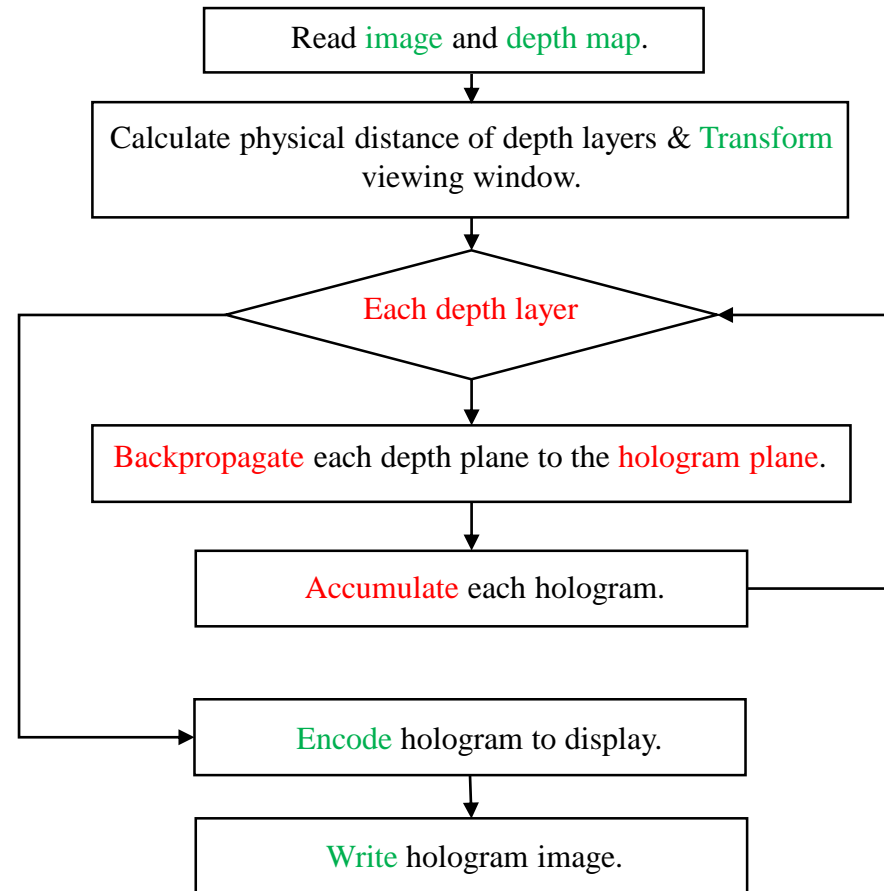 Read image and depth map.
Calculate physical distance of depth layers & Transform
viewing window.
Each depth layer
Backpropagate each depth plane to the hologram plane.
Accumulate each hologram.
Encode hologram to display.
Write hologram image.